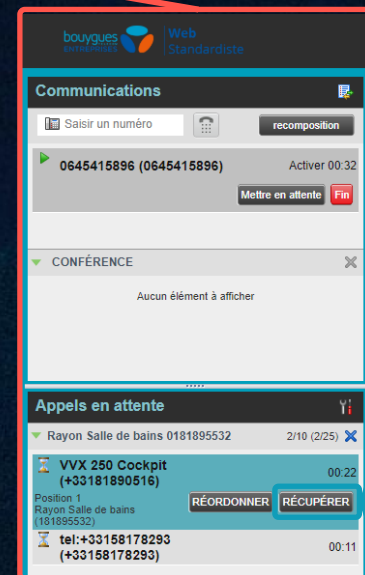 bouygues Web
ENTREPRISES Standardiste
Communications
Saisir un numéro recomposition
0645415896 (0645415896) Activer 00:32
Mettre en attente Fin
CONFÉRENCE
Aucun élément à afficher
Appels en attente
Rayon Salle de bains 0181895532 2/10 (2/25)
VVX 250 Cockpit
(+33181890516) 00:22
Position 1
Rayon Salle de bains
(181895532) RÉORDONNER RÉCUPÉRER
tel:+33158178293
(+33158178293) 00:11